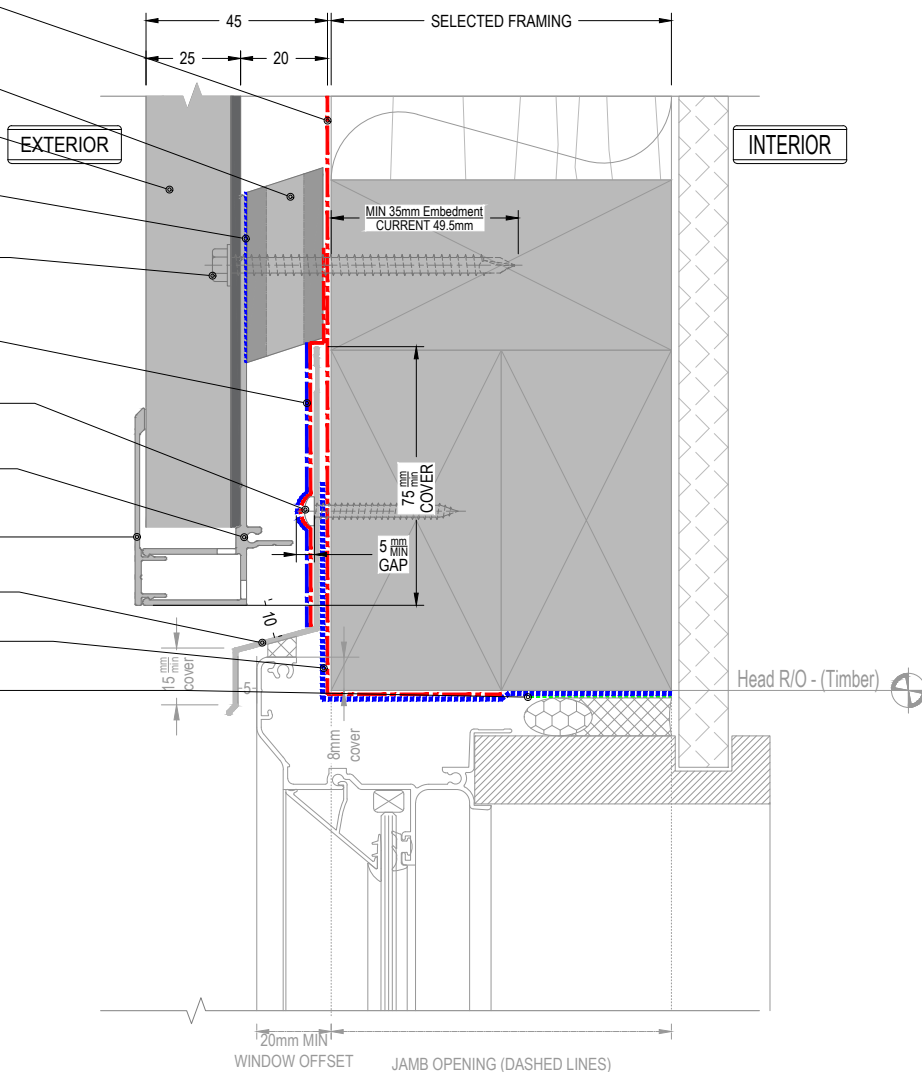 45
SELECTED FRAMING
25
20
EXTERIOR
INTERIOR
MIN 35mm Embedment
CURRENT 49.5mm
75 mm min
COVER
5 mm MIN
GAP
10
15 mm min
cover
5
Head R/O - (Timber)
8mm
cover
20mm MIN
WINDOW OFFSET
JAMB OPENING (DASHED LINES)